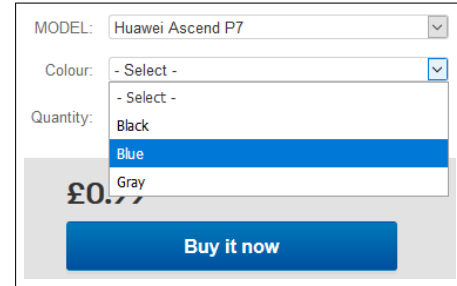 MODEL: Huawei Ascend P7
Colour: - Select -
- Select -
Quantity:
Black
Blue
Gray
Buy it now